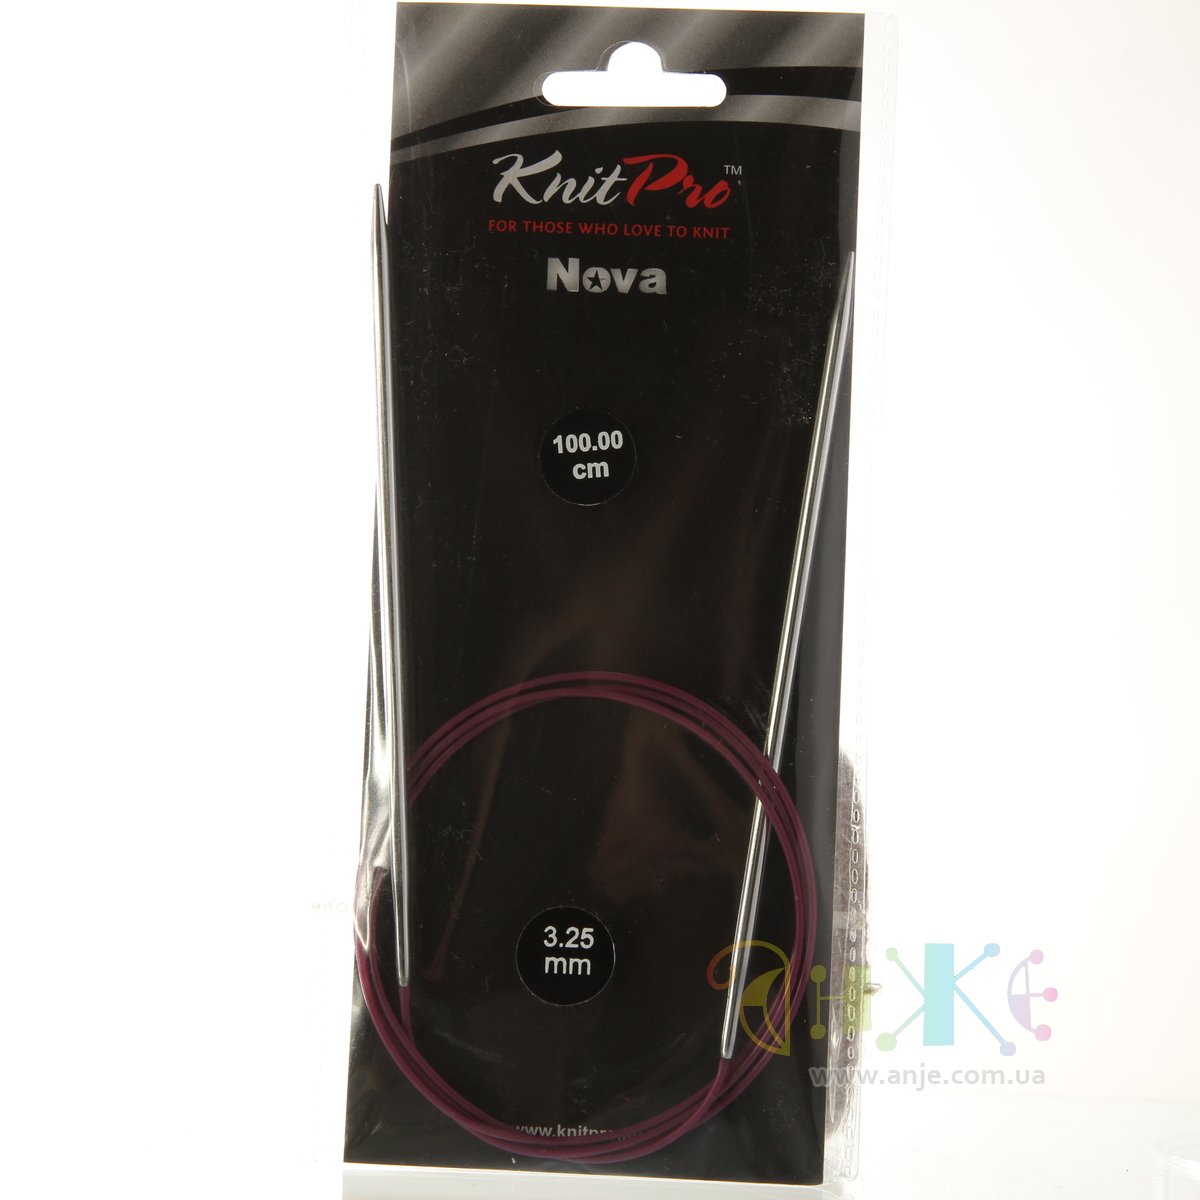 KnitPro™
FOR THOSE WHO LOVE TO KNIT
Nova
100.00
cm
3.25
mm
www.knitpro
АНЖЕ
www.anje.com.ua